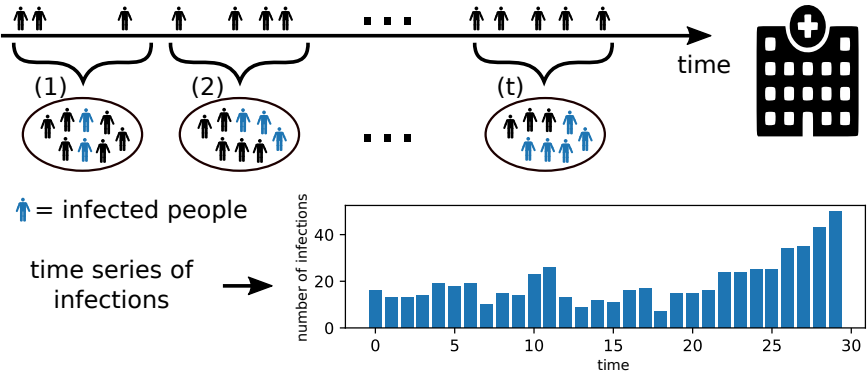 time
(1)
(2)
(t)
= infected people
time series of
infections
number of infections
40
20
0
0 5 10 15 20 25 30
time